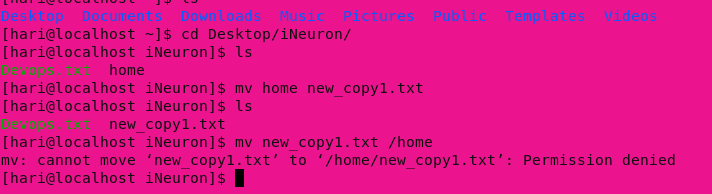 [hari@localhost ~]$ ls
Desktop  Documents  Downloads  Music  Pictures  Public  Templates  Videos
[hari@localhost ~]$ cd Desktop/iNeuron/
[hari@localhost iNeuron]$ ls
Devops.txt  home
[hari@localhost iNeuron]$ mv home new_copy1.txt
[hari@localhost iNeuron]$ ls
Devops.txt  new_copy1.txt
[hari@localhost iNeuron]$ mv new_copy1.txt /home
mv: cannot move ‘new_copy1.txt’ to ‘/home/new_copy1.txt’: Permission denied
[hari@localhost iNeuron]$